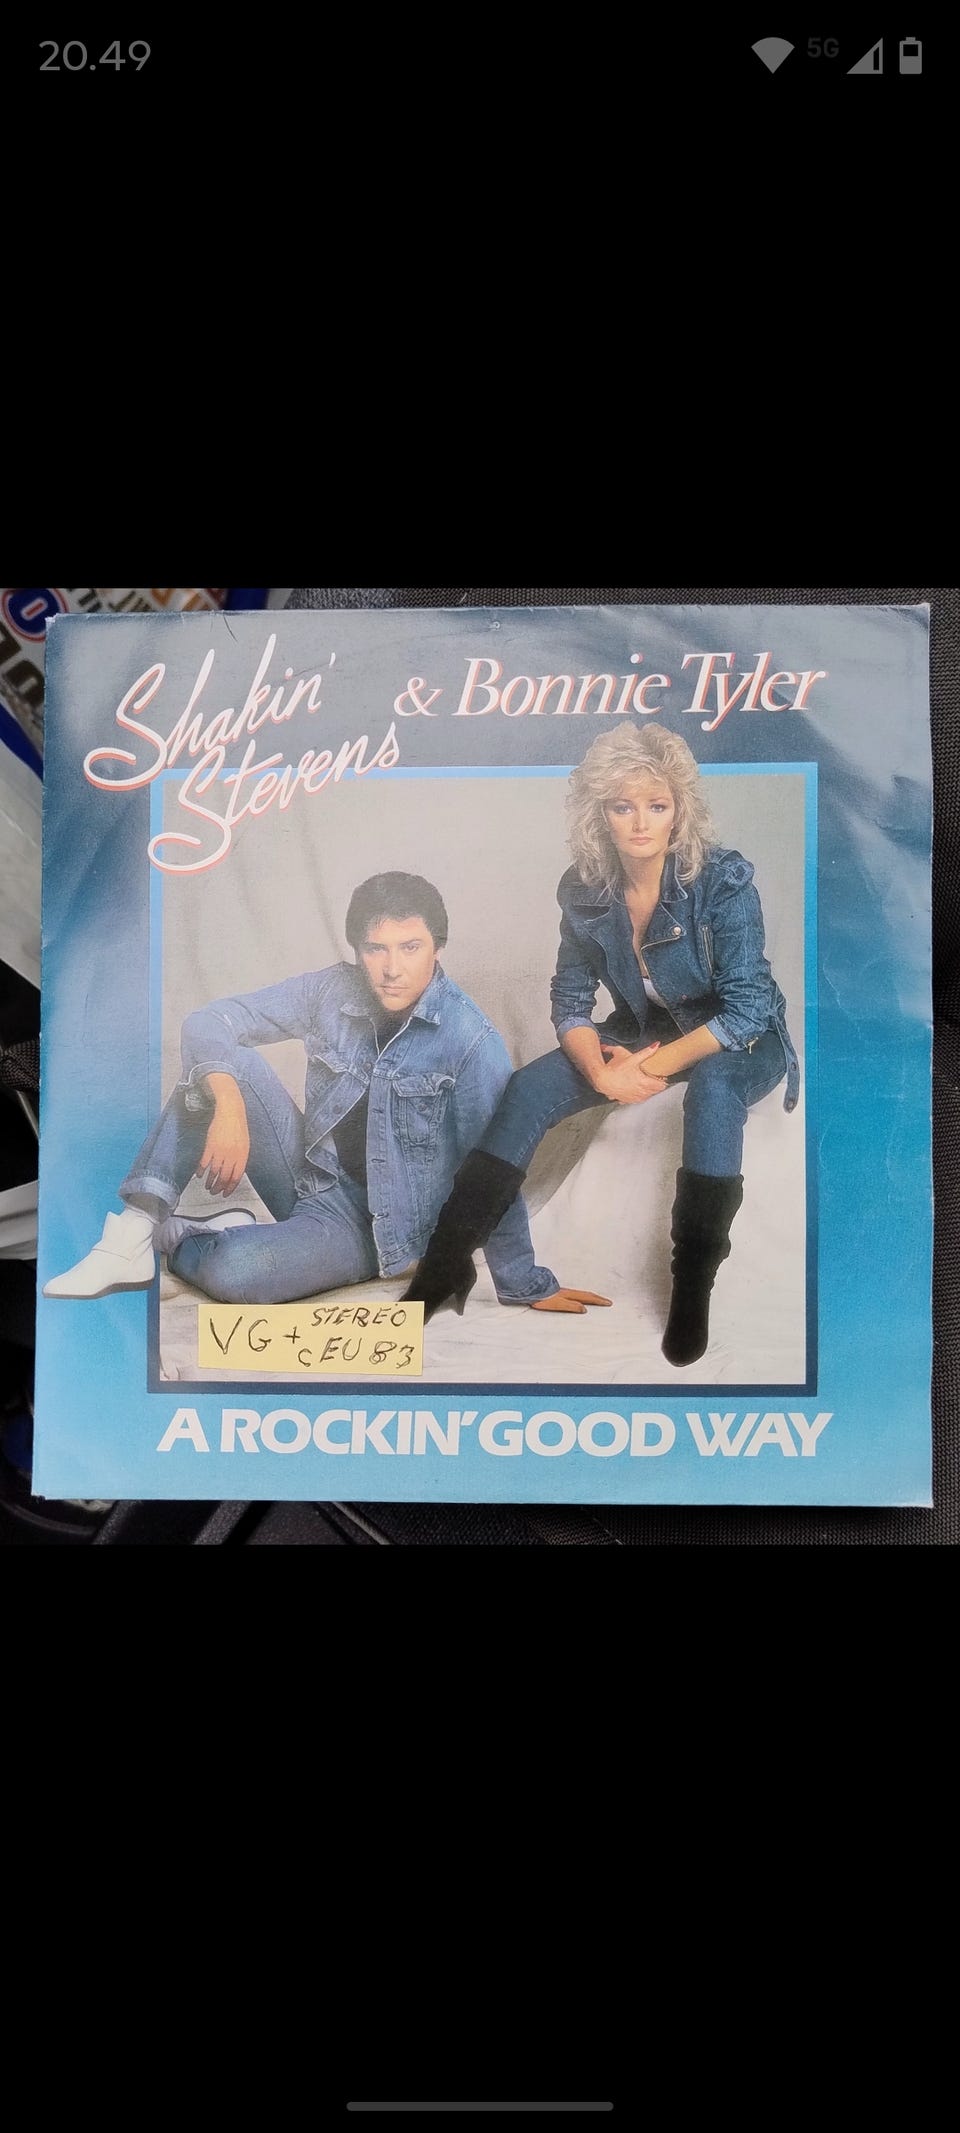 20.49
5G
Shakin'
Stevens
& Bonnie Tyler
VG+ STEREO
cEU 83
A ROCKIN' GOOD WAY